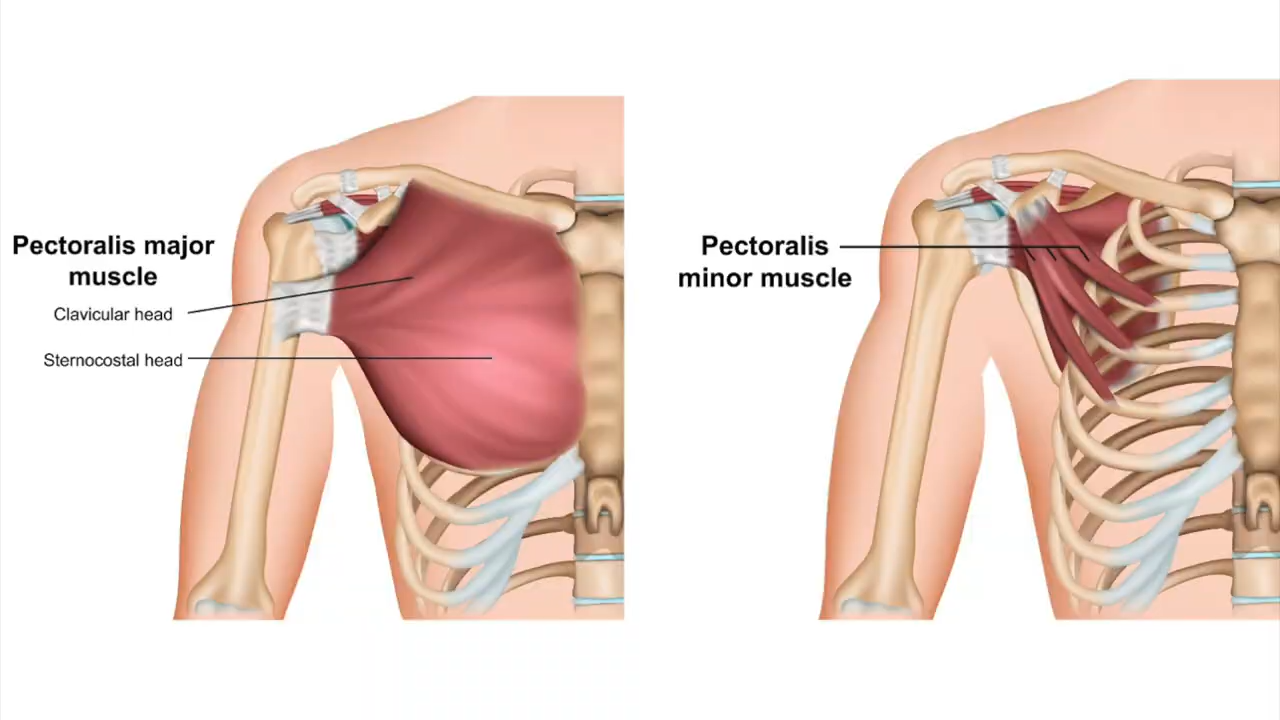 Pectoralis major
muscle
Clavicular head
Sternocostal head
Pectoralis
minor muscle